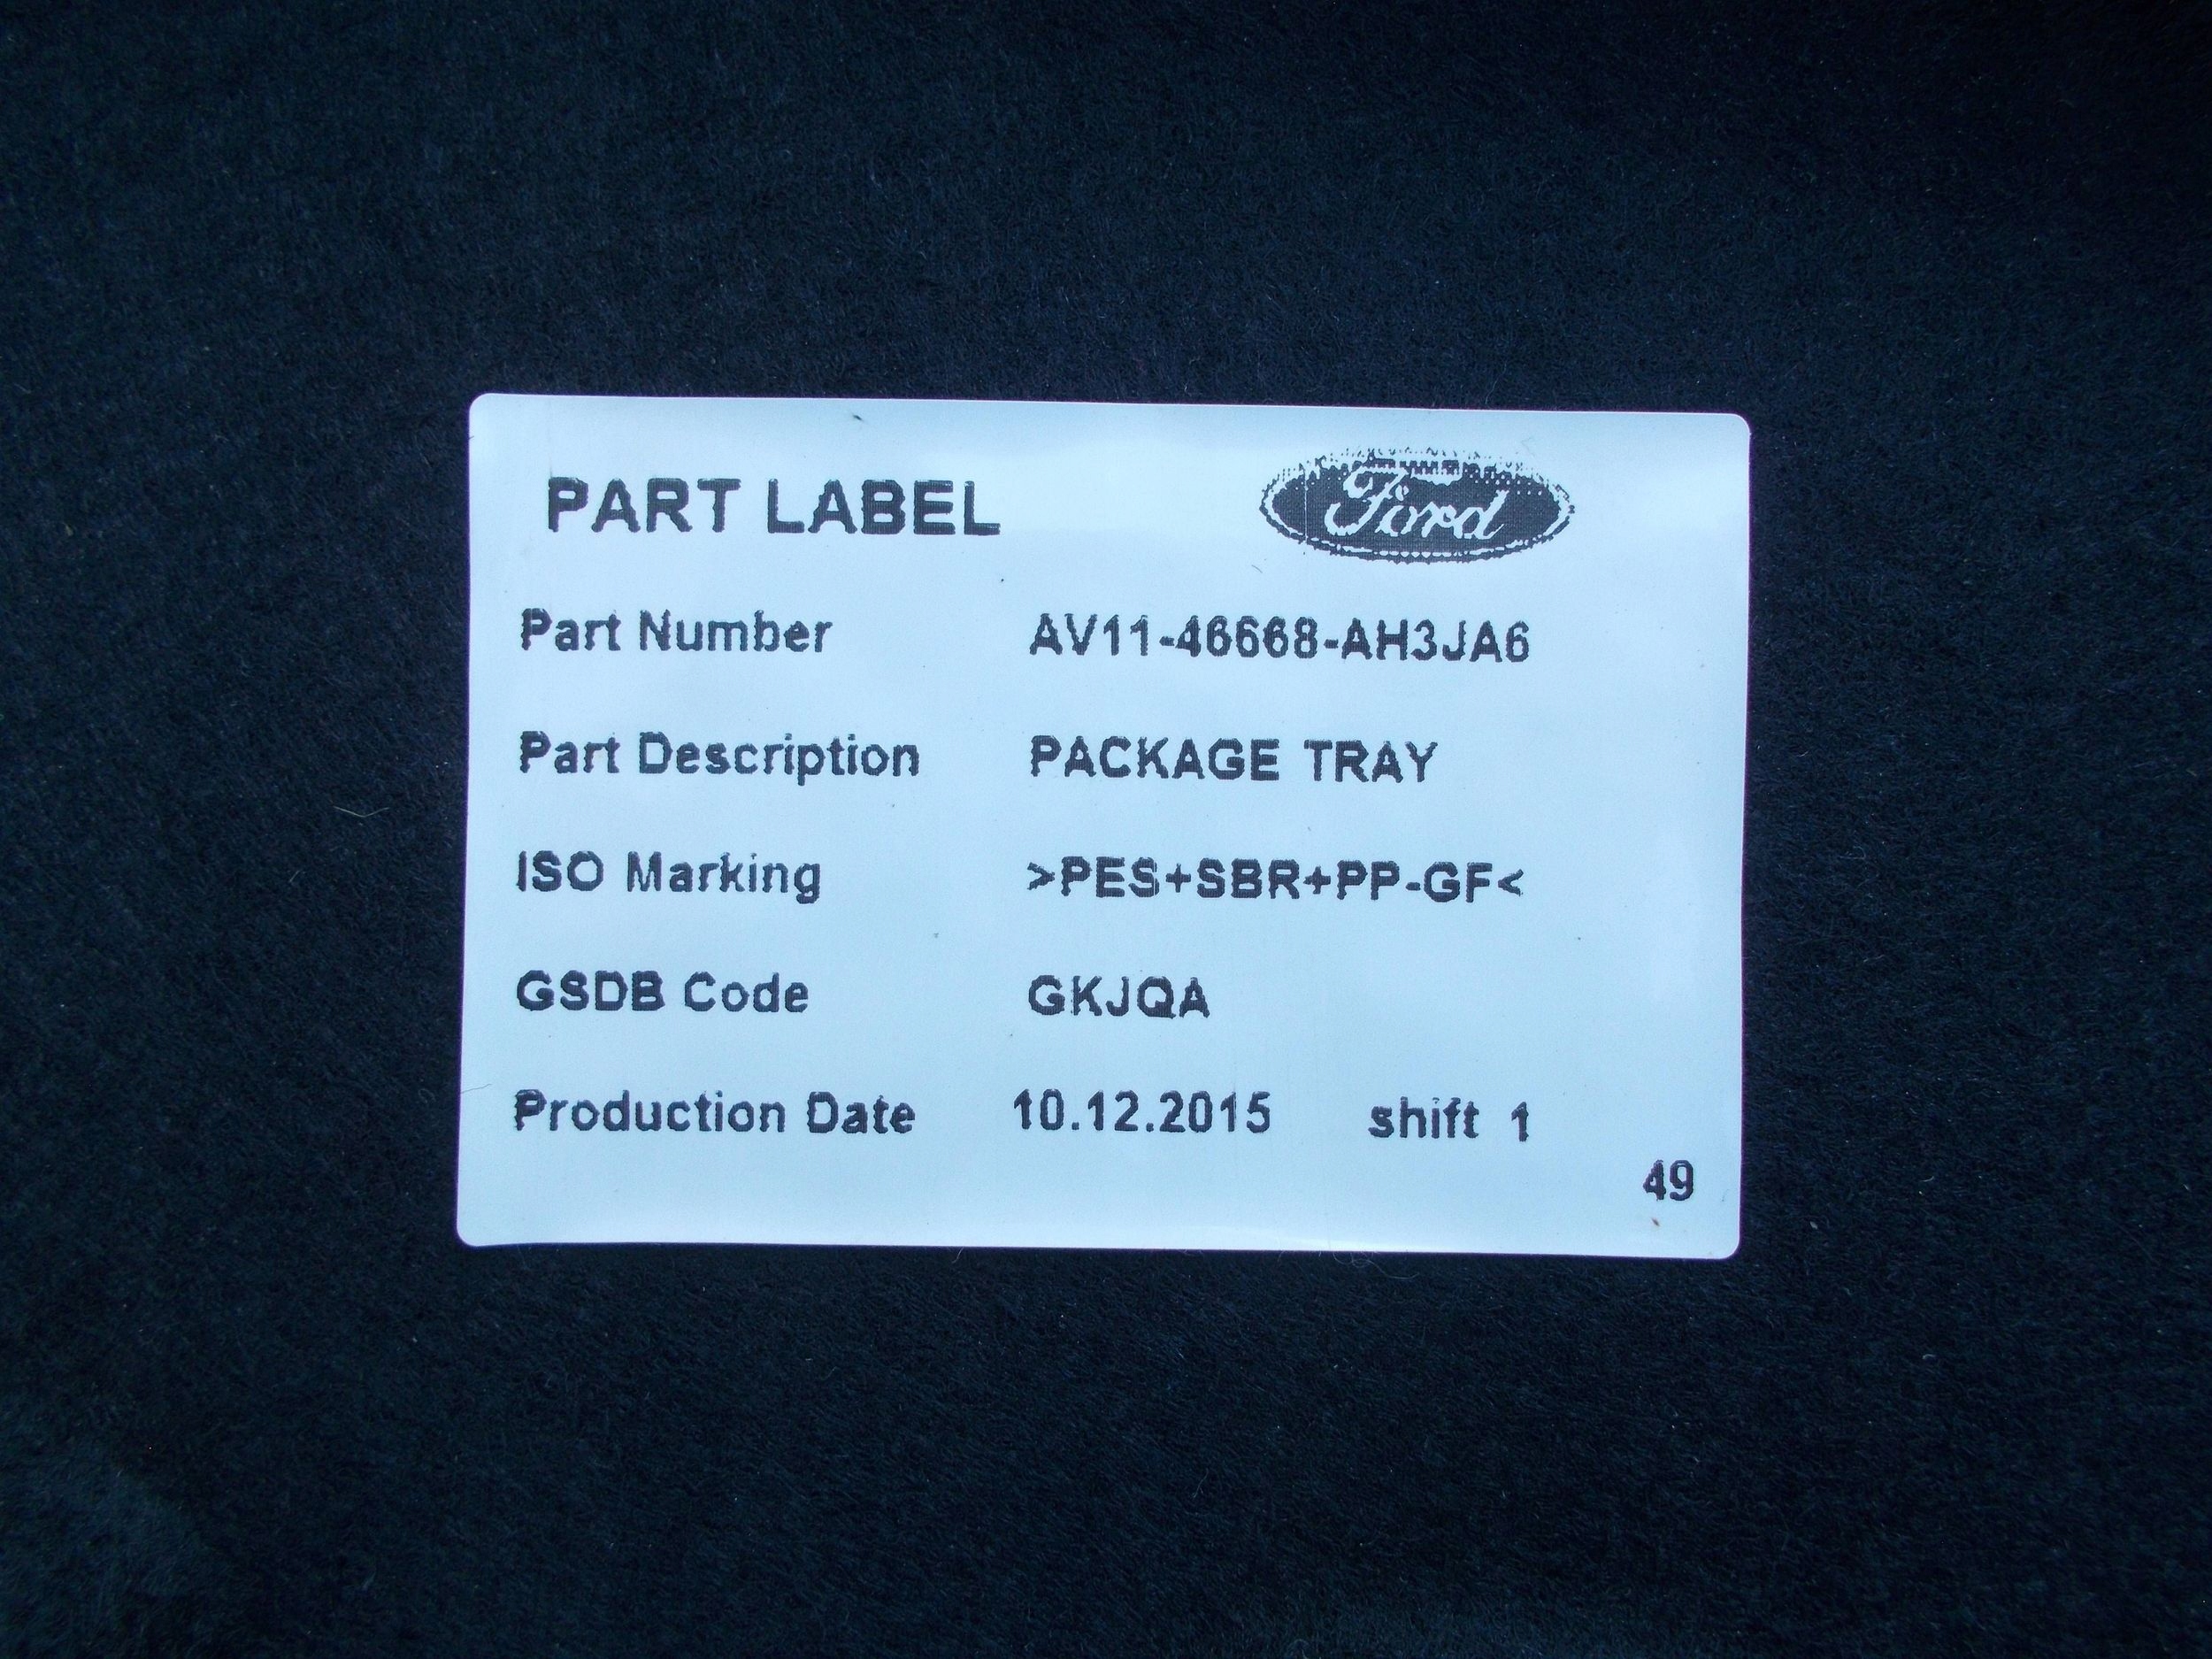 PART LABEL Ford
Part Number AV11-46668-AH3JA6
Part Description PACKAGE TRAY
ISO Marking >PES+SBR+PP-GF<
GSDB Code GKJQA
Production Date 10.12.2015 shift 1
49